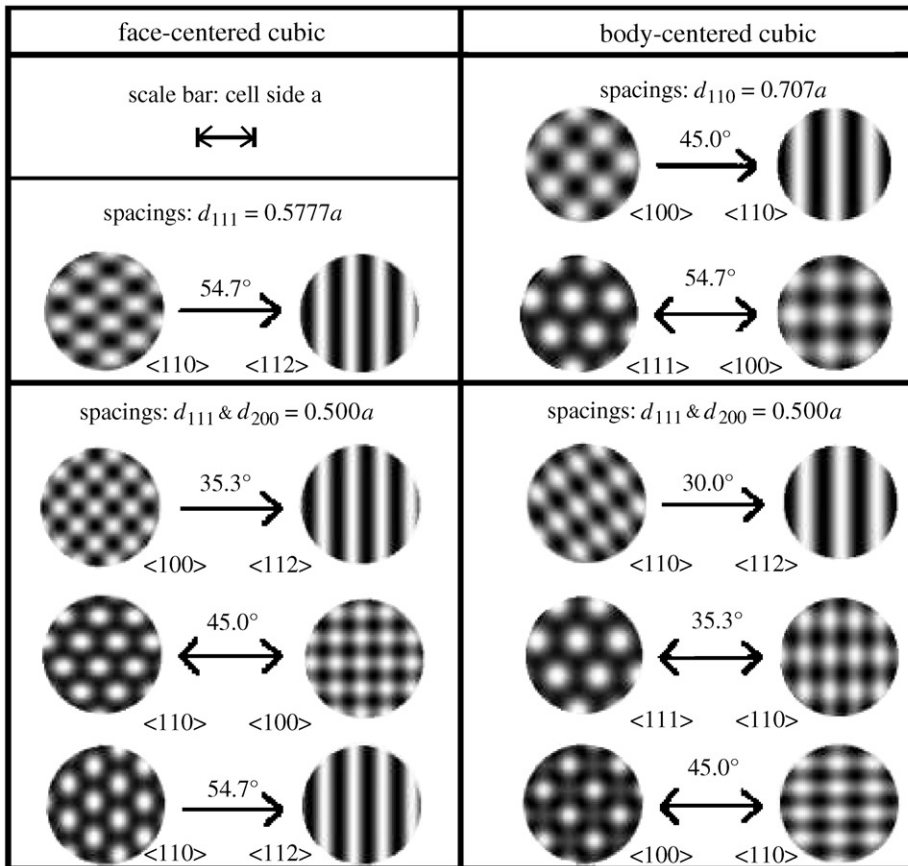 face-centered cubic
body-centered cubic
scale bar: cell side a
spacings: d111 = 0.5777a
54.7°
<110> <112>
spacings: d110 = 0.707a
45.0°
<100> <110>
54.7°
<111> <100>
spacings: d111 & d200 = 0.500a
35.3°
<100> <112>
45.0°
<110> <100>
54.7°
<110> <112>
spacings: d111 & d200 = 0.500a
30.0°
<110> <112>
35.3°
<111> <110>
45.0°
<100> <110>